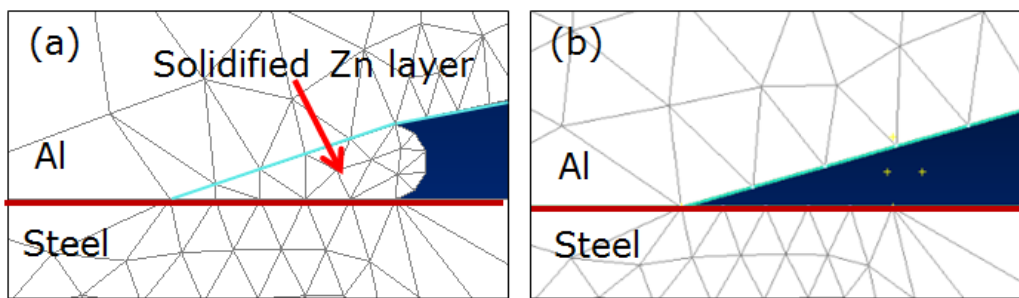 (a)
Solidified Zn layer
Al
Steel
(b)
Al
Steel